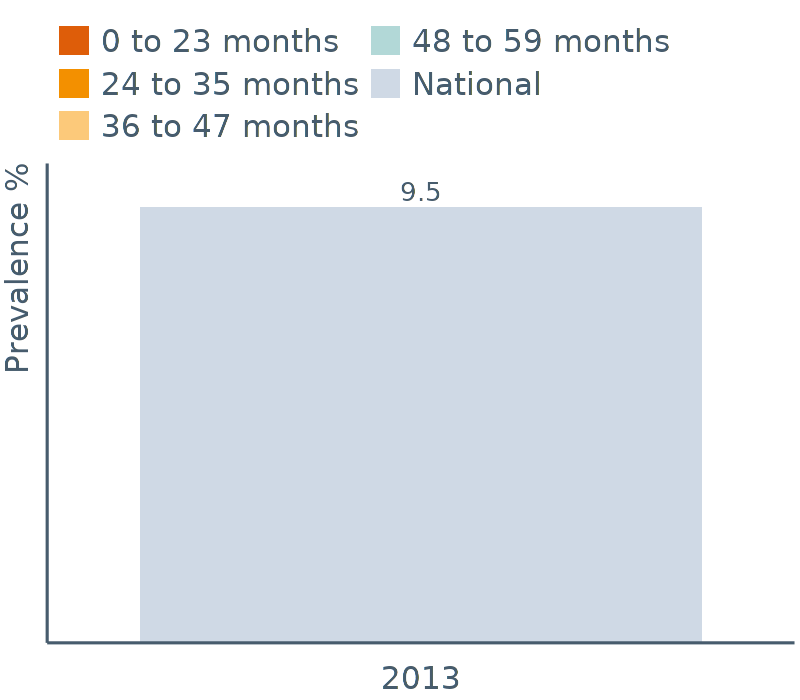 0 to 23 months
24 to 35 months
36 to 47 months
48 to 59 months
National
Prevalence %
9.5
2013